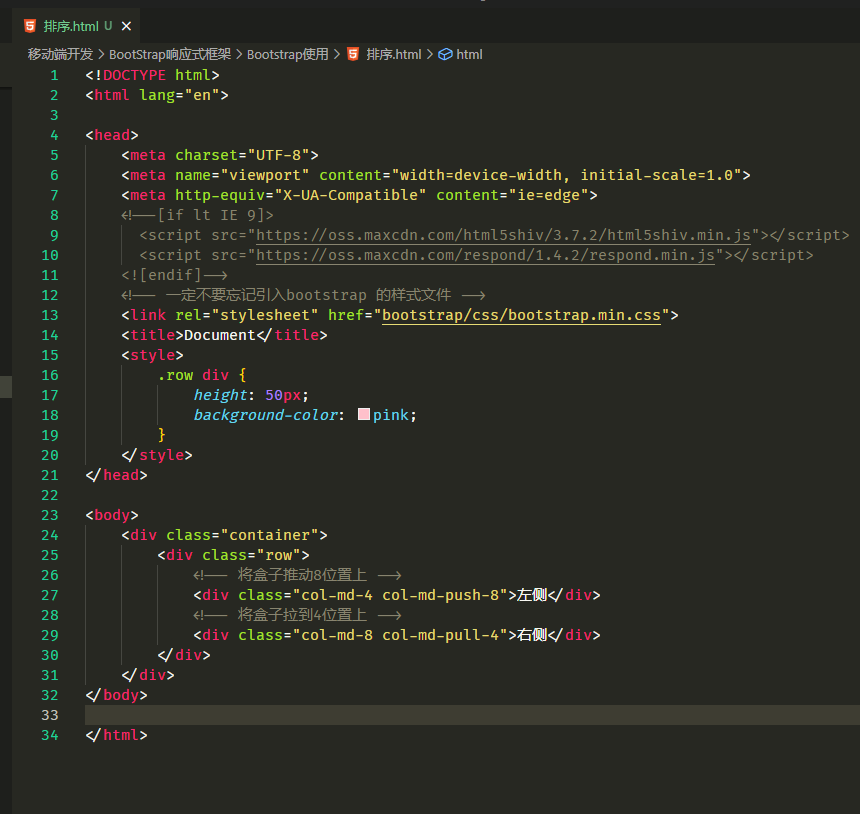 排序.html U
移动端开发 > BootStrap响应式框架 > Bootstrap使用 > 排序.html > html
1 <!DOCTYPE html>
2 <html lang="en">
3
4 <head>
5     <meta charset="UTF-8">
6     <meta name="viewport" content="width=device-width, initial-scale=1.0">
7     <meta http-equiv="X-UA-Compatible" content="ie=edge">
8     <!--[if lt IE 9]>
9       <script src="https://oss.maxcdn.com/html5shiv/3.7.2/html5shiv.min.js"></script>
10       <script src="https://oss.maxcdn.com/respond/1.4.2/respond.min.js"></script>
11     <![endif]-->
12     <!-- 一定不要忘记引入bootstrap 的样式文件 -->
13     <link rel="stylesheet" href="bootstrap/css/bootstrap.min.css">
14     <title>Document</title>
15     <style>
16         .row div {
17             height: 50px;
18             background-color: pink;
19         }
20     </style>
21 </head>
22
23 <body>
24     <div class="container">
25         <div class="row">
26             <!-- 将盒子推动8位置上 -->
27             <div class="col-md-4 col-md-push-8">左侧</div>
28             <!-- 将盒子拉到4位置上 -->
29             <div class="col-md-8 col-md-pull-4">右侧</div>
30         </div>
31     </div>
32 </body>
33
34 </html>